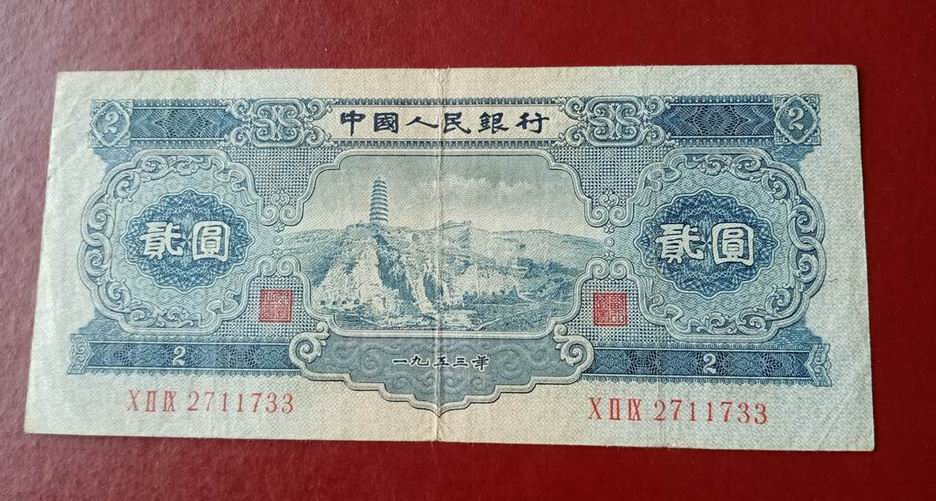 2 中國人民銀行 2
貳圓 貳圓
2 一九五三年 2
X II IX 2711733 X II IX 2711733